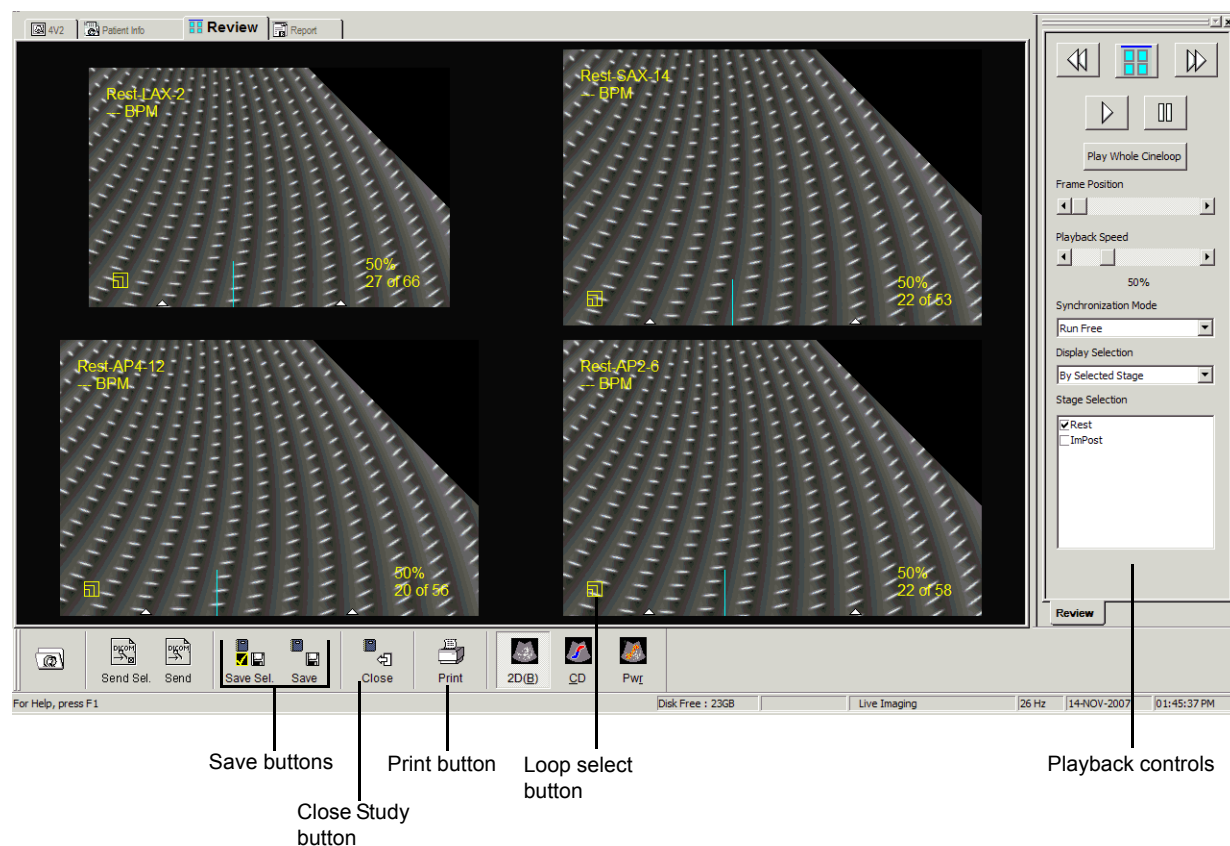 4V2
Patient Info
Review
Report
Rest-LAX-2
--- BPM
50%
27 of 66
Rest-SAX-14
--- BPM
50%
22 of 53
Rest-AP4-12
--- BPM
50%
20 of 56
Rest-AP2-6
--- BPM
50%
22 of 58
Play Whole Cineloop
Frame Position
Playback Speed
50%
Synchronization Mode
Run Free
Display Selection
By Selected Stage
Stage Selection
Rest
ImPost
Review
DICOM
Send Sel.
DICOM
Send
Save Sel.
Save
Close
Print
2D(B)
CD
Pwr
For Help, press F1
Disk Free : 23GB
Live Imaging
26 Hz
14-NOV-2007
01:45:37 PM
Save buttons
Close Study
button
Print button
Loop select
button
Playback controls